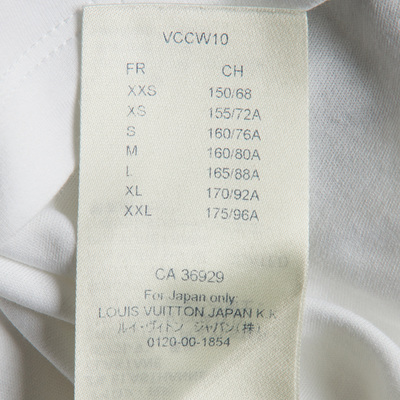 VCCW10
FR CH
XXS 150/68
XS 155/72A
S 160/76A
M 160/80A
L 165/88A
XL 170/92A
XXL 175/96A
CA 36929
For Japan only:
LOUIS VUITTON JAPAN K.K
ルイ・ヴィトン ジャパン(株)
0120-00-1854